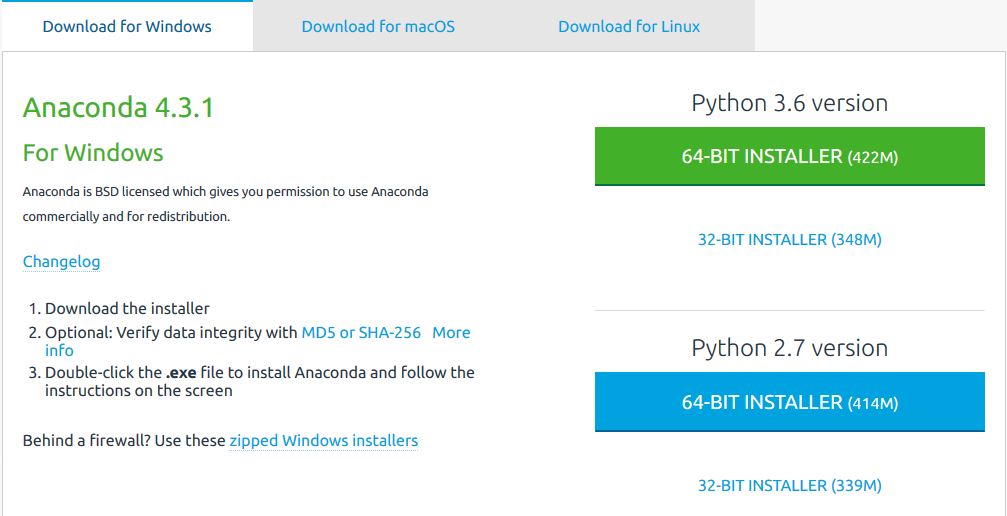 Download for Windows
Download for macOS
Download for Linux
Anaconda 4.3.1
For Windows
Anaconda is BSD licensed which gives you permission to use Anaconda
commercially and for redistribution.
Changelog
1. Download the installer
2. Optional: Verify data integrity with MD5 or SHA-256 More
info
3. Double-click the .exe file to install Anaconda and follow the
instructions on the screen
Behind a firewall? Use these zipped Windows installers
Python 3.6 version
64-BIT INSTALLER (422M)
32-BIT INSTALLER (348M)
Python 2.7 version
64-BIT INSTALLER (414M)
32-BIT INSTALLER (339M)